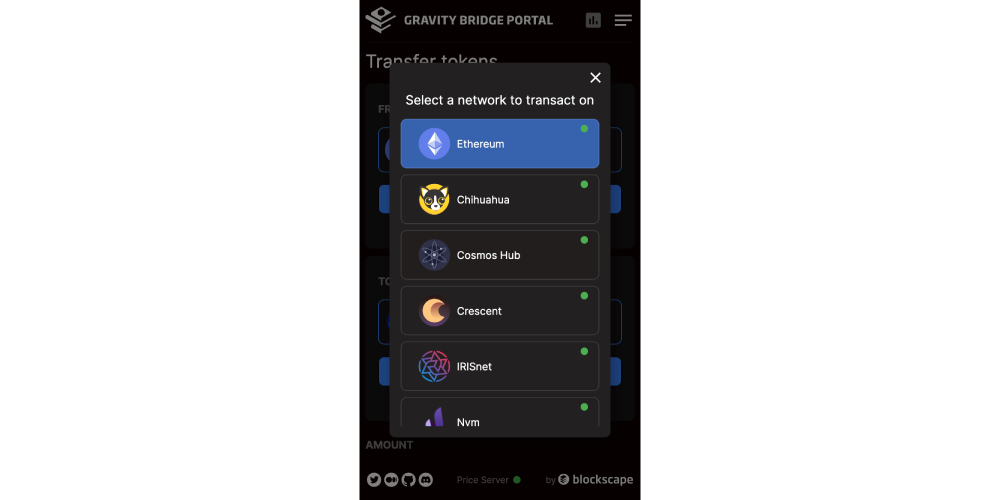 GRAVITY BRIDGE PORTAL
Transfer tokens
FR
Select a network to transact on
Ethereum
Chihuahua
Cosmos Hub
Crescent
IRISnet
Nym
TO
AMOUNT
Price Server
by blockscape